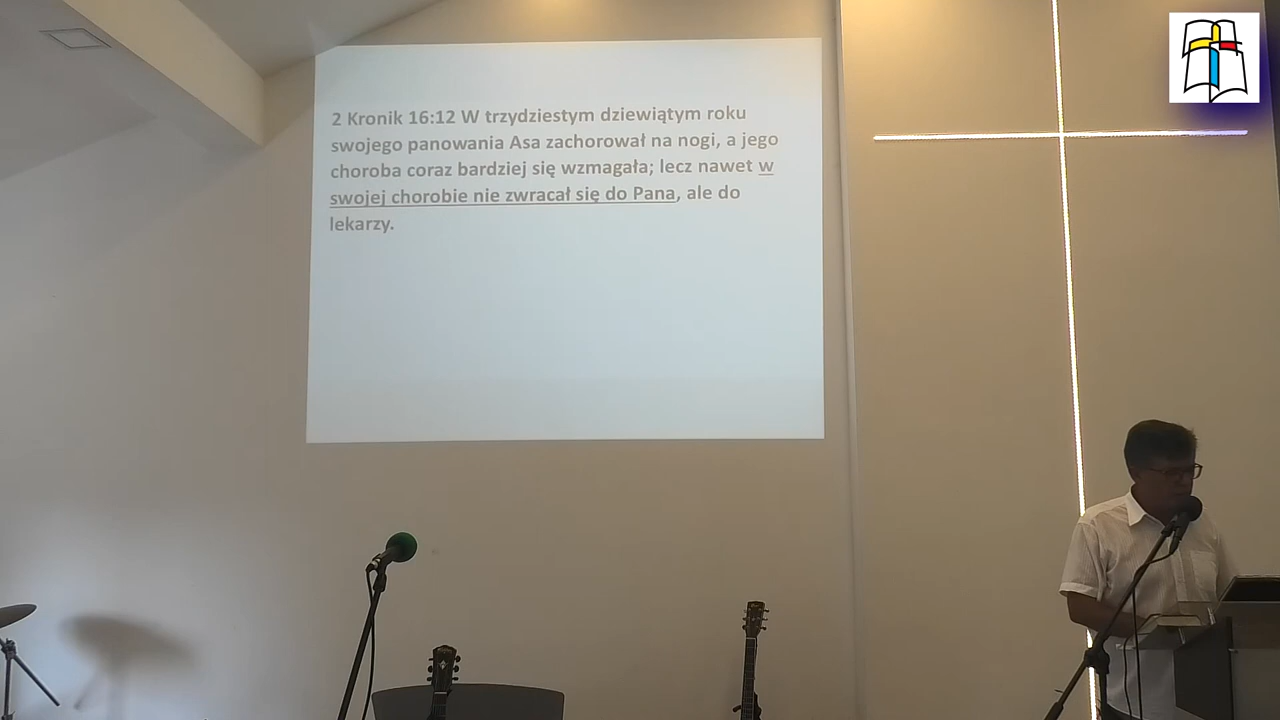 2 Kronik 16:12 W trzydziestym dziewiątym roku
swojego panowania Asa zachorował na nogi, a jego
choroba coraz bardziej się wzmagała; lecz nawet w
swojej chorobie nie zwracał się do Pana, ale do
lekarzy.